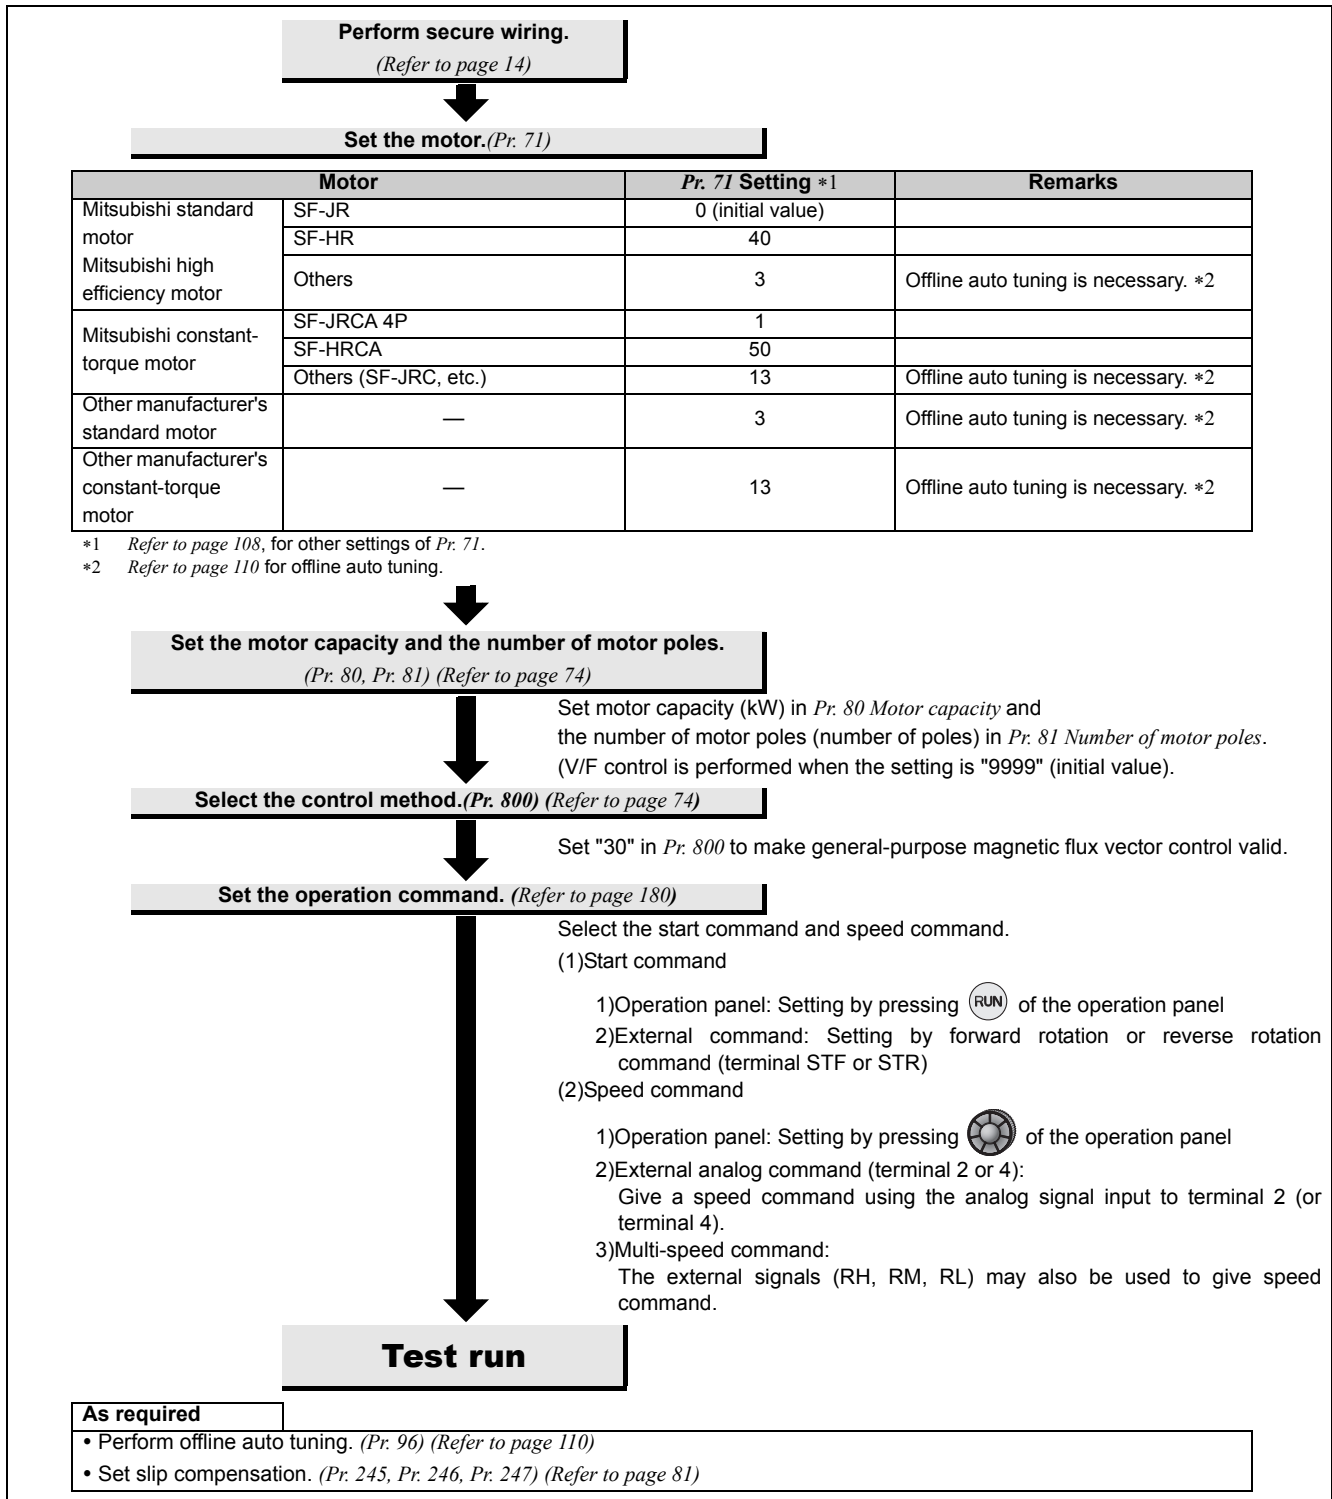 Perform secure wiring.
(Refer to page 14)
Set the motor.(Pr. 71)
Motor Pr. 71 Setting *1 Remarks
Mitsubishi standard motor Mitsubishi high efficiency motor SF-JR 0 (initial value)
SF-HR 40
Others 3 Offline auto tuning is necessary. *2
Mitsubishi constant-torque motor SF-JRCA 4P 1
SF-HRCA 50
Others (SF-JRC, etc.) 13 Offline auto tuning is necessary. *2
Other manufacturer's standard motor — 3 Offline auto tuning is necessary. *2
Other manufacturer's constant-torque motor — 13 Offline auto tuning is necessary. *2
*1 Refer to page 108, for other settings of Pr. 71.
*2 Refer to page 110 for offline auto tuning.
Set the motor capacity and the number of motor poles.
(Pr. 80, Pr. 81) (Refer to page 74)
Set motor capacity (kW) in Pr. 80 Motor capacity and
the number of motor poles (number of poles) in Pr. 81 Number of motor poles.
(V/F control is performed when the setting is "9999" (initial value).
Select the control method.(Pr. 800) (Refer to page 74)
Set "30" in Pr. 800 to make general-purpose magnetic flux vector control valid.
Set the operation command. (Refer to page 180)
Select the start command and speed command.
(1)Start command
1)Operation panel: Setting by pressing RUN of the operation panel
2)External command: Setting by forward rotation or reverse rotation
command (terminal STF or STR)
(2)Speed command
1)Operation panel: Setting by pressing of the operation panel
2)External analog command (terminal 2 or 4):
Give a speed command using the analog signal input to terminal 2 (or
terminal 4).
3)Multi-speed command:
The external signals (RH, RM, RL) may also be used to give speed
command.
Test run
As required
• Perform offline auto tuning. (Pr. 96) (Refer to page 110)
• Set slip compensation. (Pr. 245, Pr. 246, Pr. 247) (Refer to page 81)